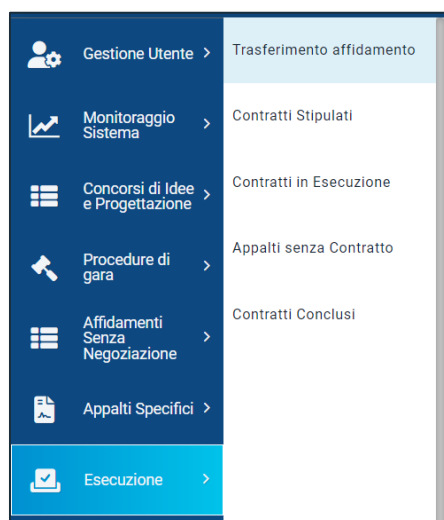 Gestione Utente
Monitoraggio
Sistema
Concorsi di Idee
e Progettazione
Procedure di
gara
Affidamenti
Senza
Negoziazione
Appalti Specifici
Esecuzione
Trasferimento affidamento
Contratti Stipulati
Contratti in Esecuzione
Appalti senza Contratto
Contratti Conclusi